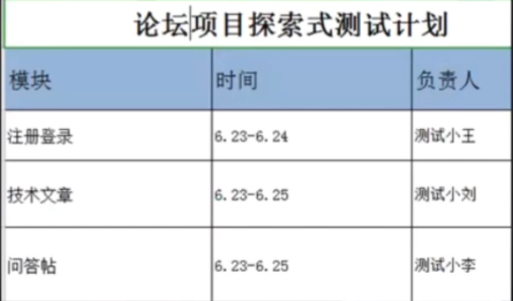 论坛项目探索式测试计划
模块 时间 负责人
注册登录 6.23-6.24 测试小王
技术文章 6.23-6.25 测试小刘
问答帖 6.23-6.25 测试小李